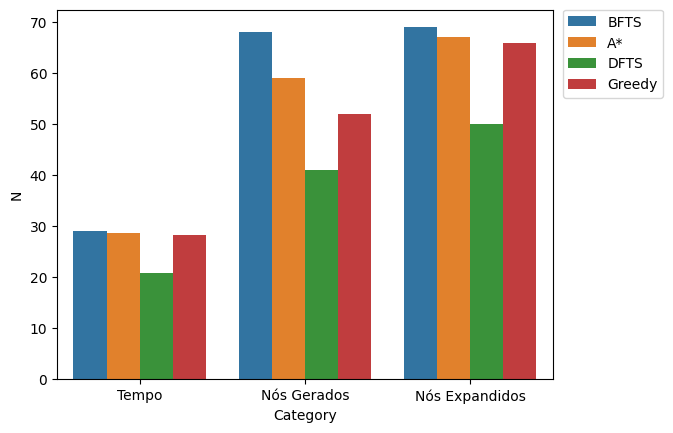 70
60
50
40
30
20
10
0
N
Tempo
Nós Gerados
Nós Expandidos
Category
BFTS
A*
DFTS
Greedy